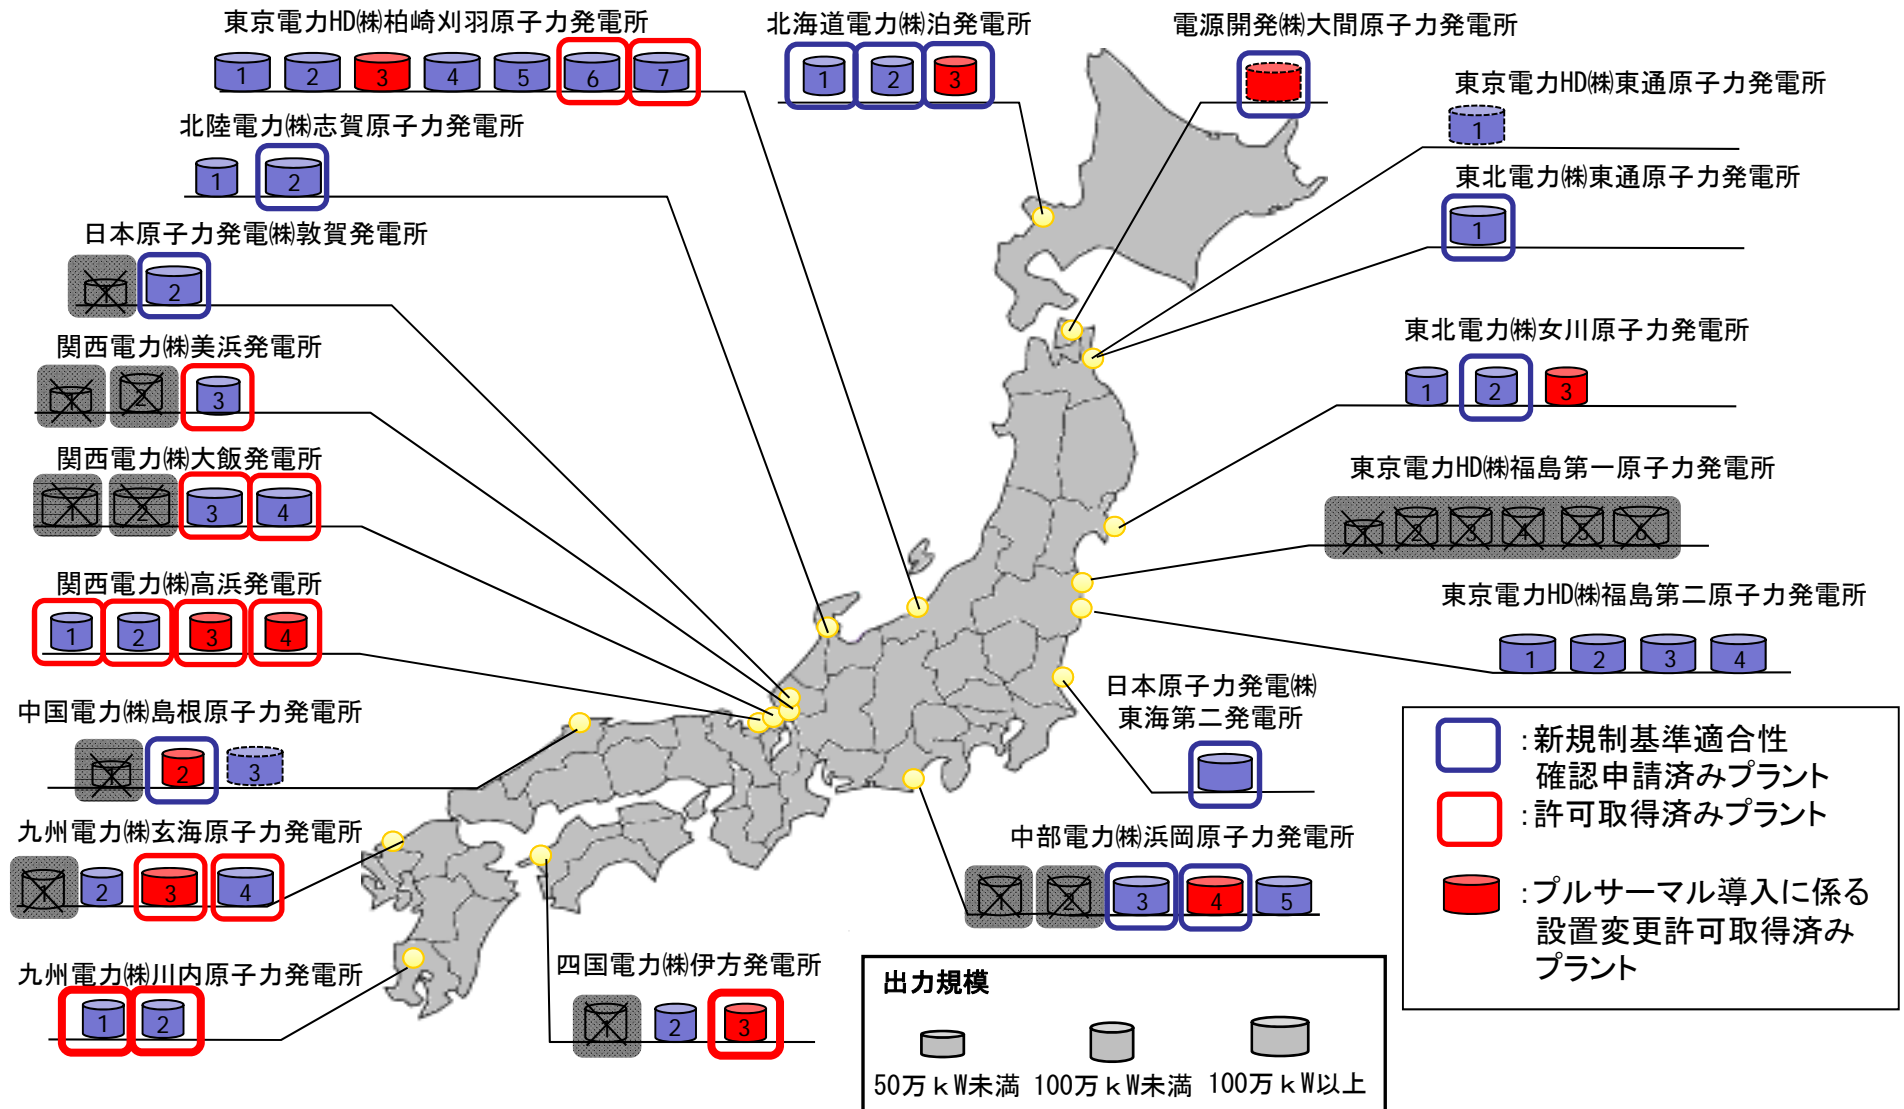 東京電力HD㈱柏崎刈羽原子力発電所
1 2 3 4 5 6 7
北陸電力㈱志賀原子力発電所
1 2
日本原子力発電㈱敦賀発電所
1 2
関西電力㈱美浜発電所
1 2 3
関西電力㈱大飯発電所
1 2 3 4
関西電力㈱高浜発電所
1 2 3 4
中国電力㈱島根原子力発電所
1 2 3
九州電力㈱玄海原子力発電所
1 2 3 4
九州電力㈱川内原子力発電所
1 2
四国電力㈱伊方発電所
1 2 3
北海道電力㈱泊発電所
1 2 3
電源開発㈱大間原子力発電所
東京電力HD㈱東通原子力発電所
1
東北電力㈱東通原子力発電所
1
東北電力㈱女川原子力発電所
1 2 3
東京電力HD㈱福島第一原子力発電所
1 2 3 4 5 6
東京電力HD㈱福島第二原子力発電所
1 2 3 4
日本原子力発電㈱
東海第二発電所
中部電力㈱浜岡原子力発電所
1 2 3 4 5
出力規模
50万ｋW未満 100万ｋW未満 100万ｋW以上
：新規制基準適合性
確認申請済みプラント
：許可取得済みプラント
：プルサーマル導入に係る
設置変更許可取得済み
プラント